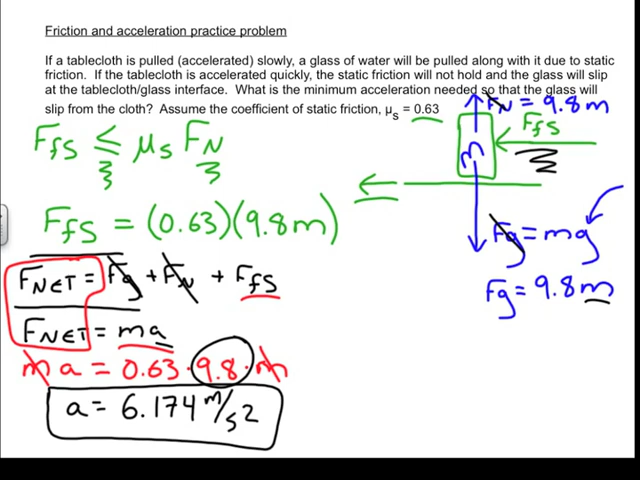 Friction and acceleration practice problem
If a tablecloth is pulled (accelerated) slowly, a glass of water will be pulled along with it due to static
friction. If the tablecloth is accelerated quickly, the static friction will not hold and the glass will slip
at the tablecloth/glass interface. What is the minimum acceleration needed so that the glass will
slip from the cloth? Assume the coefficient of static friction, μs = 0.63
FN = 9.8m
FfS
m
FfS ≤ μs FN
FfS = (0.63)(9.8m)
Fg = mg
Fg = 9.8m
FNET = Fg + FN + FfS
FNET = ma
m a = 0.63 · 9.8 · m
a = 6.174 m/s2